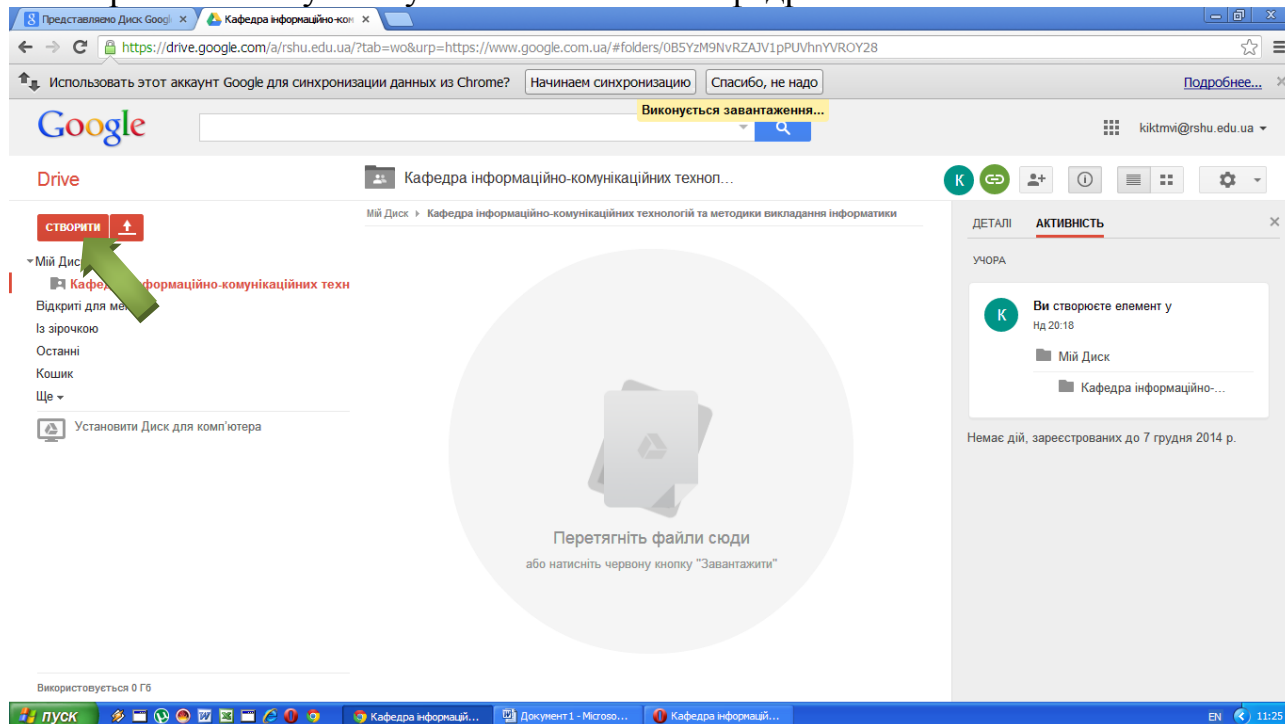 Представляємо Диск Googl
Кафедра інформаційно-ком
https://drive.google.com/a/rshu.edu.ua/?tab=wo&urp=https://www.google.com.ua/#folders/0B5YzM9NvRZAJV1pPUVhnYVROY28
Использовать этот аккаунт Google для синхронизации данных из Chrome?
Начинаем синхронизацию
Спасибо, не надо
Подробнее...
Виконується завантаження...
Google
kiktmvi@rshu.edu.ua
Drive
Кафедра інформаційно-комунікаційних технол...
СТВОРИТИ
Мій Диск ▸ Кафедра інформаційно-комунікаційних технологій та методики викладання інформатики
ДЕТАЛІ
АКТИВНІСТЬ
Мій Дис
формаційно-комунікаційних техн
Відкриті для
Із зірочкою
Останні
Кошик
Ще
Установити Диск для комп'ютера
УЧОРА
К
К
Ви створюєте елемент у
Нд 20:18
Мій Диск
Кафедра інформаційно-...
Немає дій, зареєстрованих до 7 грудня 2014 р.
Перетягніть файли сюди
або натисніть червону кнопку "Завантажити"
Використовується 0 Гб
пуск
Кафедра інформацій...
Документ1 - Microso...
Кафедра інформацій...
EN
11:25